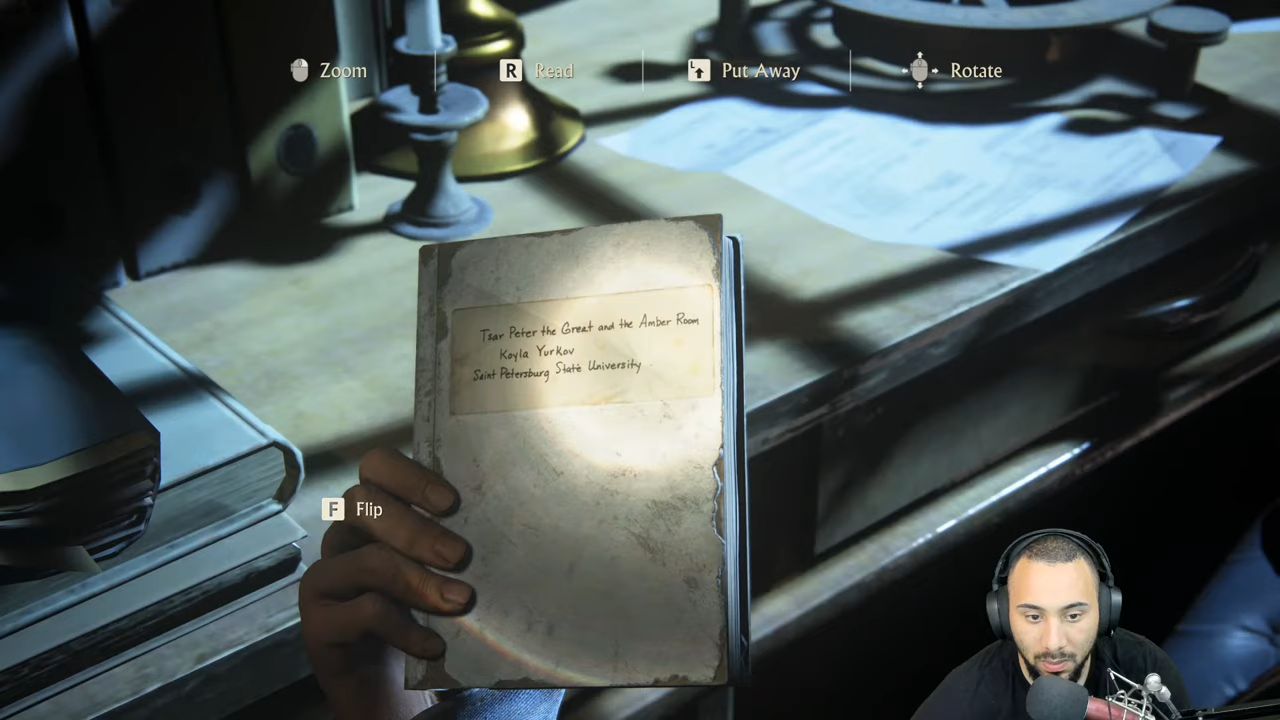 Zoom
R Read
Put Away
Rotate
Tsar Peter the Great and the Amber Room
Koyla Yurkov
Saint Petersburg State University
F Flip